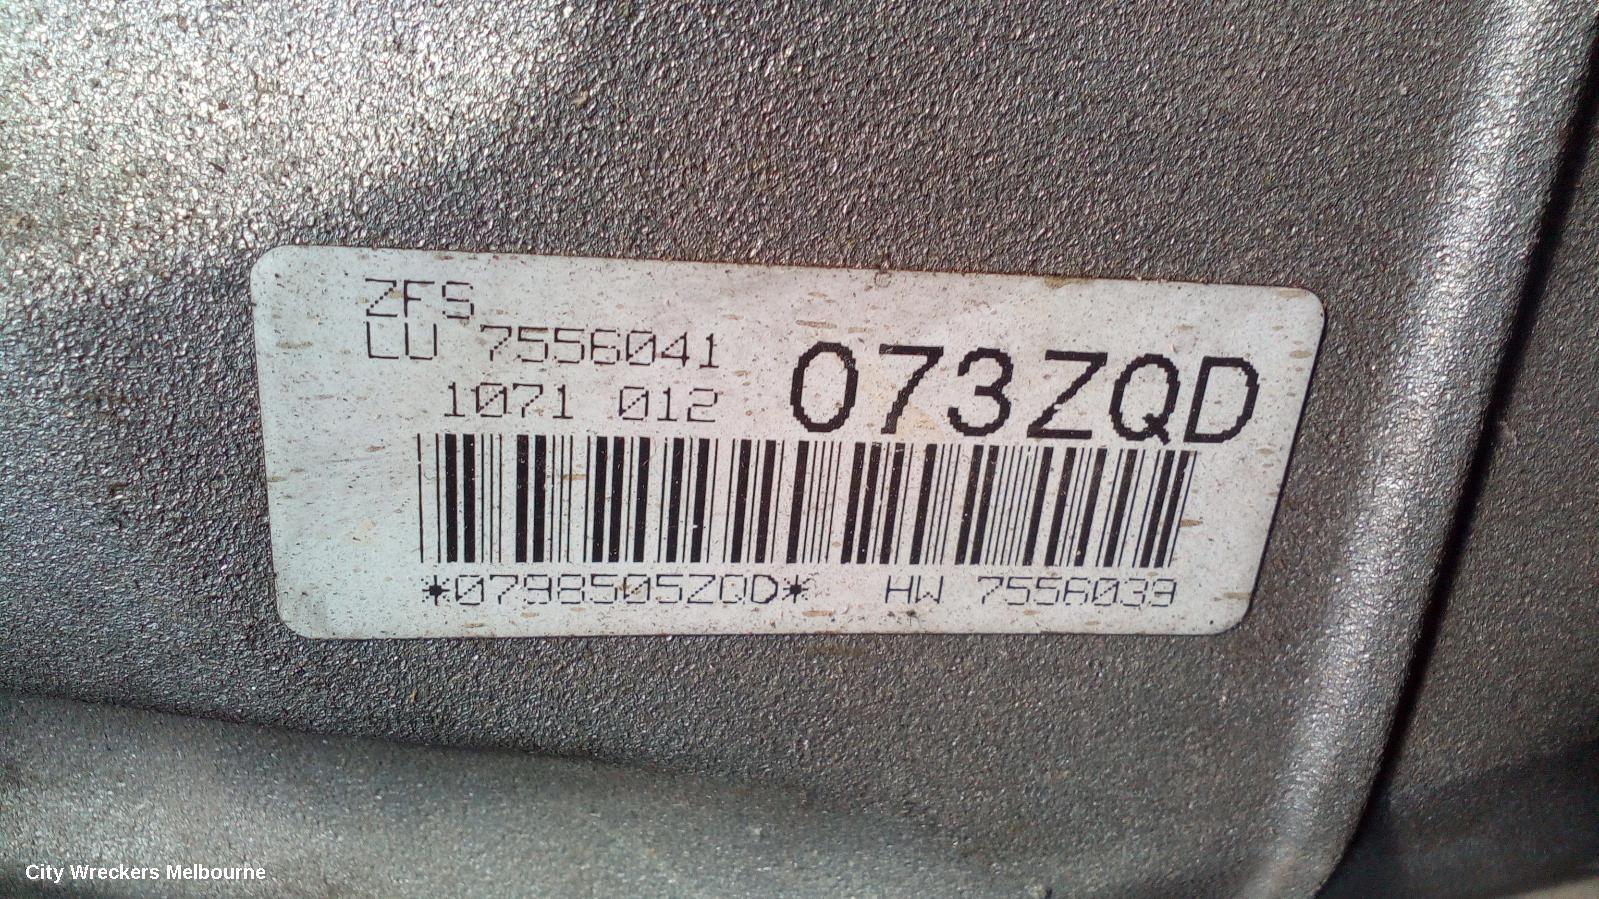 ZFS
LU 7556041
1071 012
073ZQD
*0798505ZQD* HW 7556039
City Wreckers Melbourne